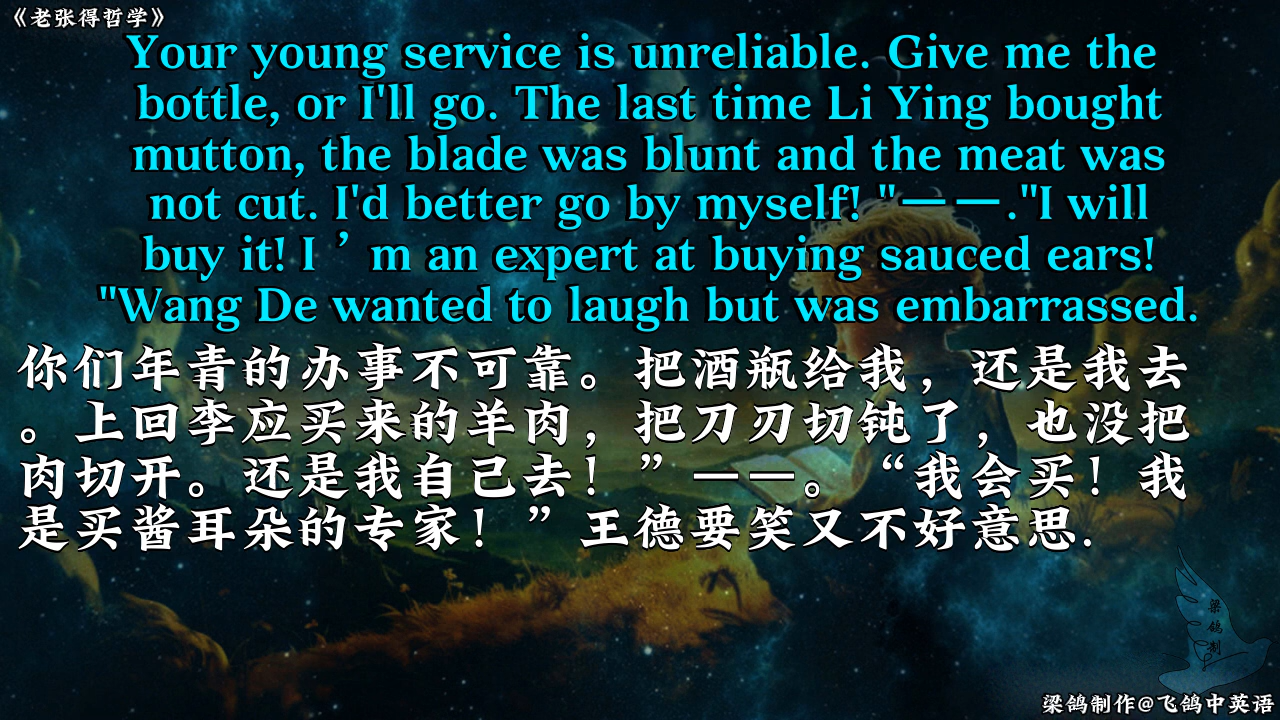 《老张得哲学》
Your young service is unreliable. Give me the
bottle, or I'll go. The last time Li Ying bought
mutton, the blade was blunt and the meat was
not cut. I'd better go by myself! "——."I will
buy it! I ’ m an expert at buying sauced ears!
"Wang De wanted to laugh but was embarrassed.
你们年青的办事不可靠。把酒瓶给我，还是我去
。上回李应买来的羊肉，把刀刃切钝了，也没把
肉切开。还是我自己去！”——。“我会买！我
是买酱耳朵的专家！”王德要笑又不好意思.
梁鸽制
梁鸽制作@飞鸽中英语